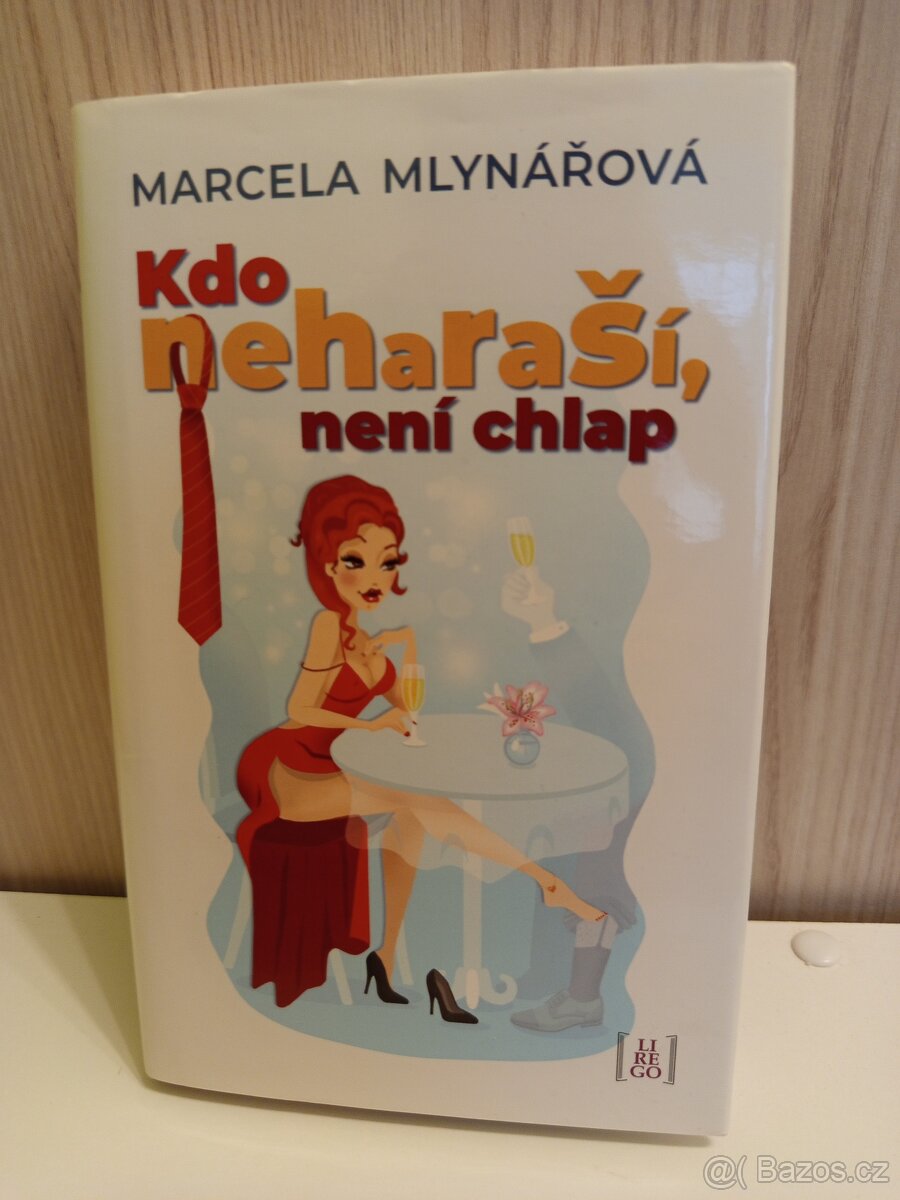 MARCELA MLYNÁŘOVÁ
Kdo
neharaší,
není chlap
LI
RE
GO
@( Bazos.cz